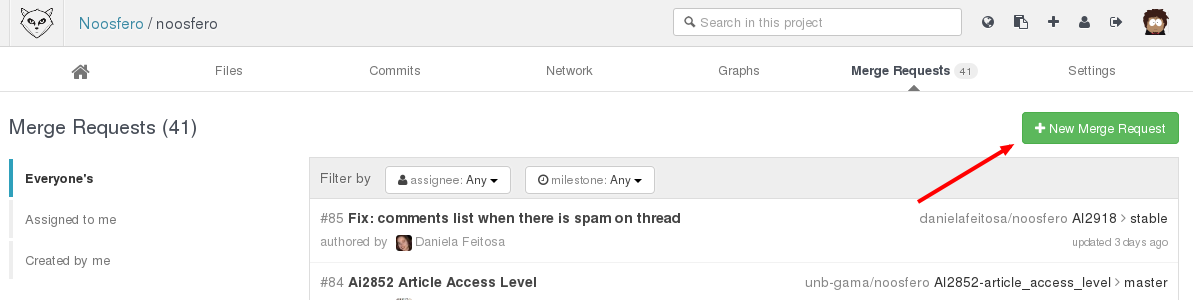 Noosfero / noosfero
Search in this project
Files Commits Network Graphs Merge Requests 41 Settings
Merge Requests (41)
New Merge Request
Everyone's
Assigned to me
Created by me
Filter by assignee: Any milestone: Any
#85 Fix: comments list when there is spam on thread danielafeitosa/noosfero AI2918 > stable
authored by Daniela Feitosa updated 3 days ago
#84 Ai2852 Article Access Level unb-gama/noosfero AI2852-article_access_level > master